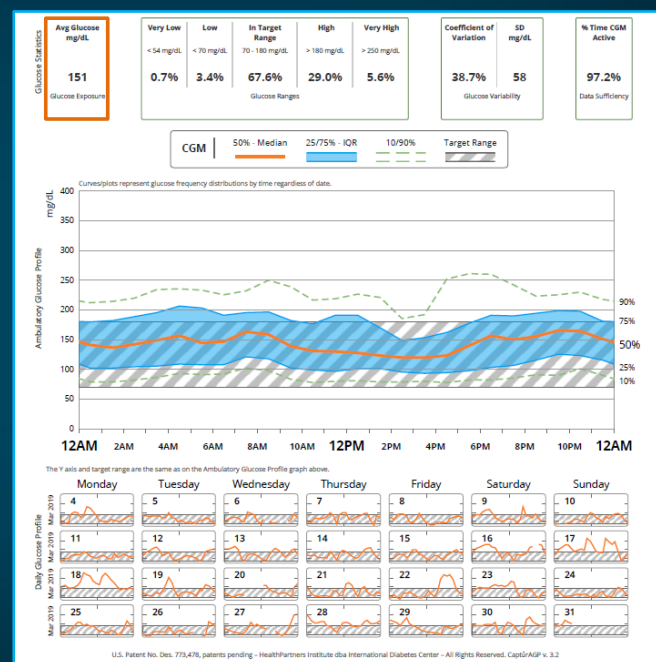 Glucose Statistics
Avg Glucose
mg/dL
151
Glucose Exposure
Very Low Low In Target Range High Very High
< 54 mg/dL < 70 mg/dL 70 - 180 mg/dL > 180 mg/dL > 250 mg/dL
0.7% 3.4% 67.6% 29.0% 5.6%
Glucose Ranges
Coefficient of Variation SD mg/dL
38.7% 58
Glucose Variability
% Time CGM
Active
97.2%
Data Sufficiency
CGM 50% - Median 25/75% - IQR 10/90% Target Range
Curves/plots represent glucose frequency distributions by time regardless of date.
Ambulatory Glucose Profile
mg/dL
400
350
300
250
200
150
100
50
0
90%
75%
50%
25%
10%
12AM 2AM 4AM 6AM 8AM 10AM 12PM 2PM 4PM 6PM 8PM 10PM 12AM
The Y axis and target range are the same as on the Ambulatory Glucose Profile graph above.
Daily Glucose Profile
Monday Tuesday Wednesday Thursday Friday Saturday Sunday
Mar 2019 4 5 6 7 8 9 10
Mar 2019 11 12 13 14 15 16 17
Mar 2019 18 19 20 21 22 23 24
Mar 2019 25 26 27 28 29 30 31
U.S. Patent No. Des. 773,478, patents pending – HealthPartners Institute dba International Diabetes Center – All Rights Reserved. CaptūrAGP v. 3.2